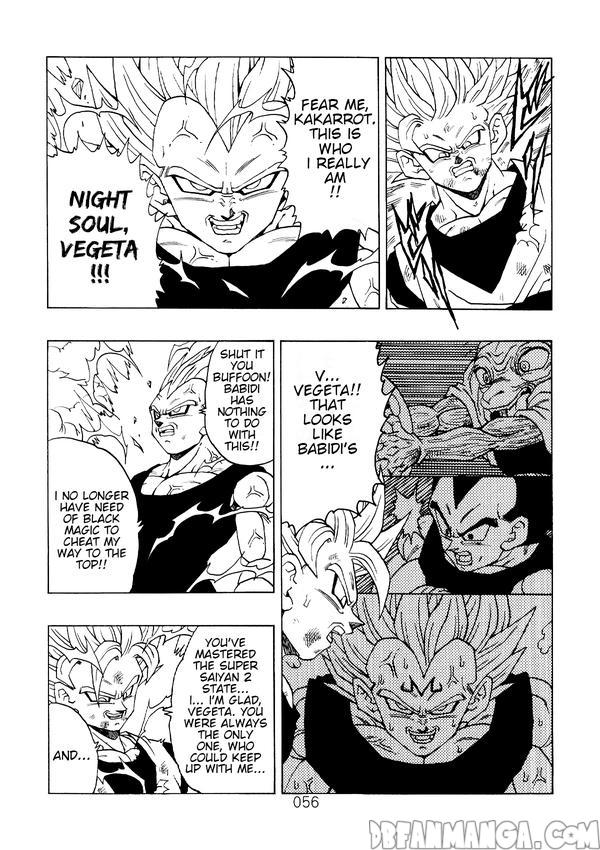 FEAR ME,
KAKARROT.
THIS IS
WHO
I REALLY
AM
!!
NIGHT
SOUL,
VEGETA
!!!
V...
VEGETA!!
THAT
LOOKS
LIKE
BABIDI'S
...
SHUT IT
YOU
BUFFOON!
BABIDI
HAS
NOTHING
TO DO
WITH
THIS!!
I NO LONGER
HAVE NEED
OF BLACK
MAGIC TO
CHEAT MY
WAY TO THE
TOP!!
YOU'VE
MASTERED
THE SUPER
SAIYAN 2
STATE...
I... I'M GLAD,
VEGETA. YOU
WERE ALWAYS
THE ONLY
ONE, WHO
COULD KEEP
UP WITH ME...
AND...
056
DBFANMANGA.COM